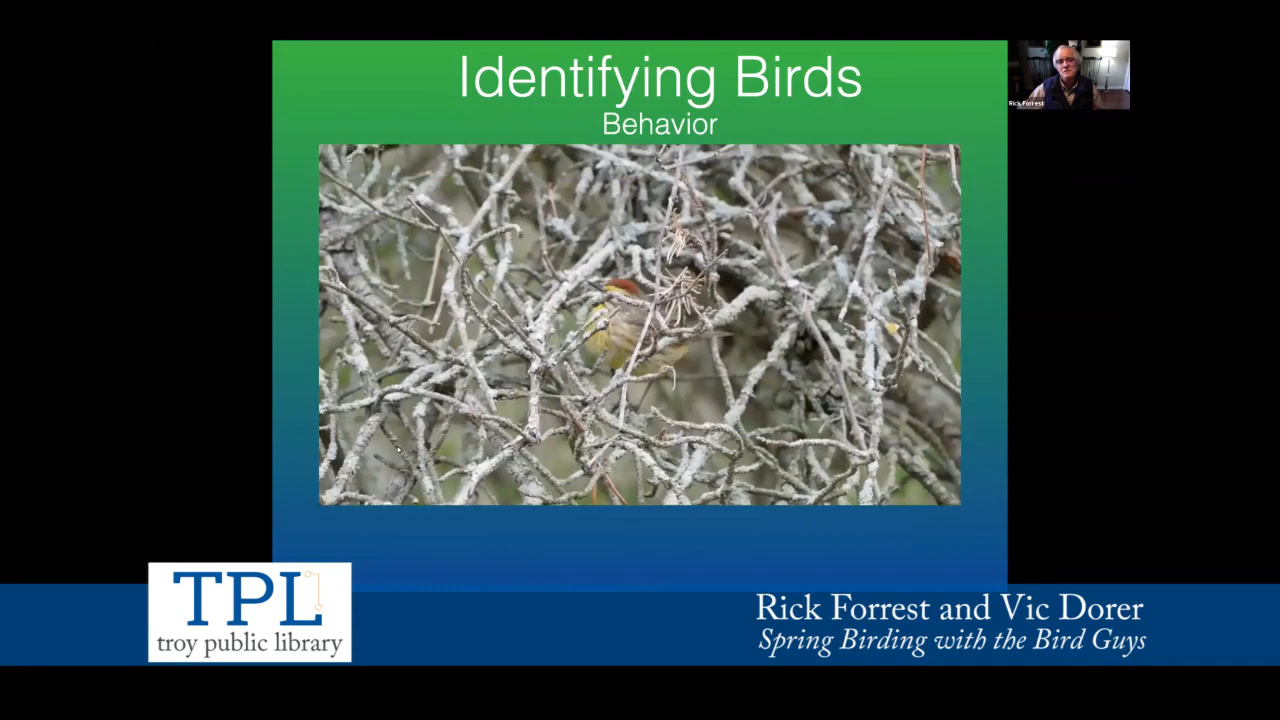 Identifying Birds
Behavior
Rick Forrest
TPL
troy public library
Rick Forrest and Vic Dorer
Spring Birding with the Bird Guys